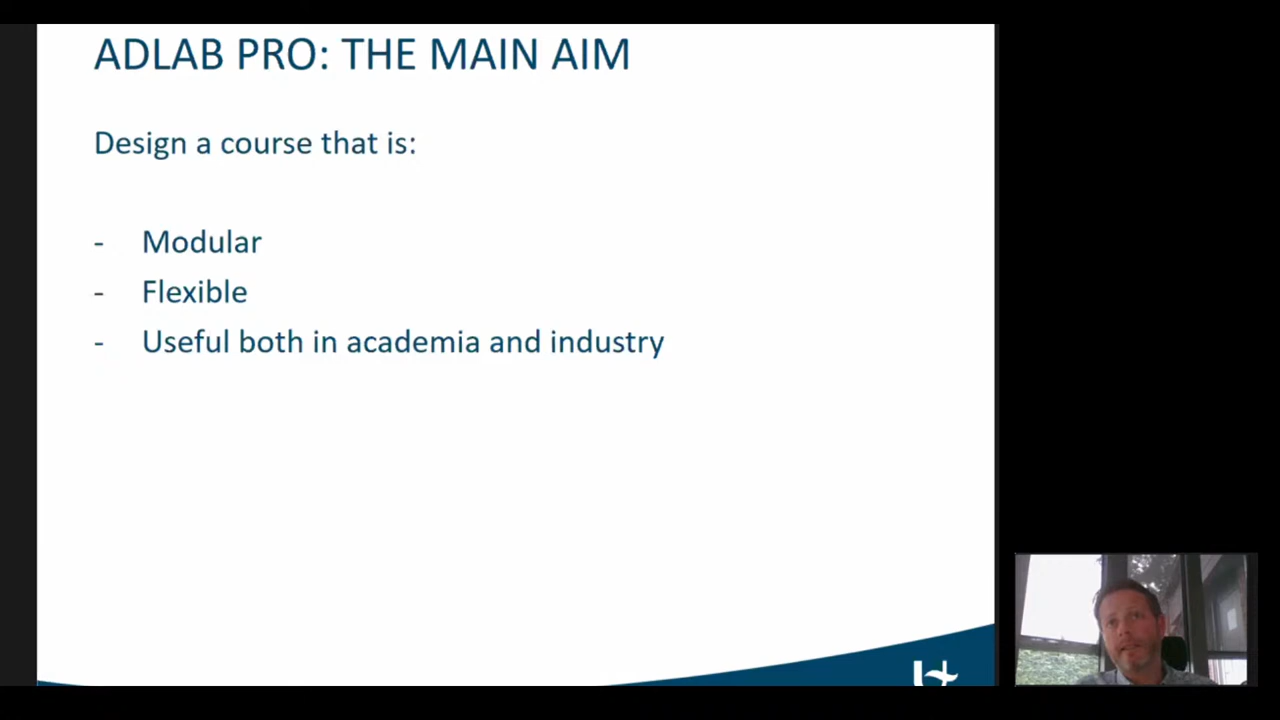 ADLAB PRO: THE MAIN AIM
Design a course that is:
- Modular
- Flexible
- Useful both in academia and industry